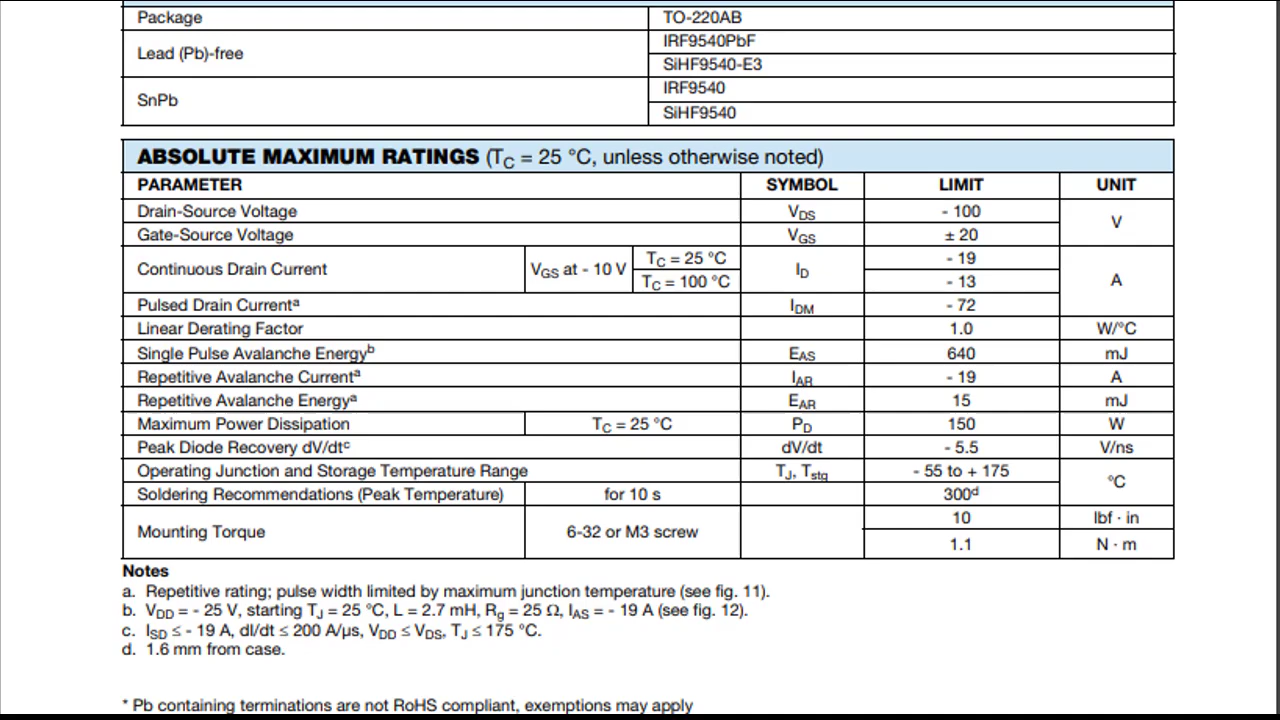 Package TO-220AB
Lead (Pb)-free IRF9540PbF
SiHF9540-E3
SnPb IRF9540
SiHF9540
ABSOLUTE MAXIMUM RATINGS (TC = 25 °C, unless otherwise noted)
PARAMETER SYMBOL LIMIT UNIT
Drain-Source Voltage VDS - 100 V
Gate-Source Voltage VGS ± 20
Continuous Drain Current VGS at - 10 V TC = 25 °C ID - 19 A
TC = 100 °C - 13
Pulsed Drain Currenta IDM - 72
Linear Derating Factor 1.0 W/°C
Single Pulse Avalanche Energyb EAS 640 mJ
Repetitive Avalanche Currenta IAR - 19 A
Repetitive Avalanche Energya EAR 15 mJ
Maximum Power Dissipation TC = 25 °C PD 150 W
Peak Diode Recovery dV/dtc dV/dt - 5.5 V/ns
Operating Junction and Storage Temperature Range TJ, Tstg - 55 to + 175 °C
Soldering Recommendations (Peak Temperature) for 10 s 300d
Mounting Torque 6-32 or M3 screw 10 lbf · in
1.1 N · m
Notes
a. Repetitive rating; pulse width limited by maximum junction temperature (see fig. 11).
b. VDD = - 25 V, starting TJ = 25 °C, L = 2.7 mH, Rg = 25 Ω, IAS = - 19 A (see fig. 12).
c. ISD ≤ - 19 A, dI/dt ≤ 200 A/µs, VDD ≤ VDS, TJ ≤ 175 °C.
d. 1.6 mm from case.
* Pb containing terminations are not RoHS compliant, exemptions may apply